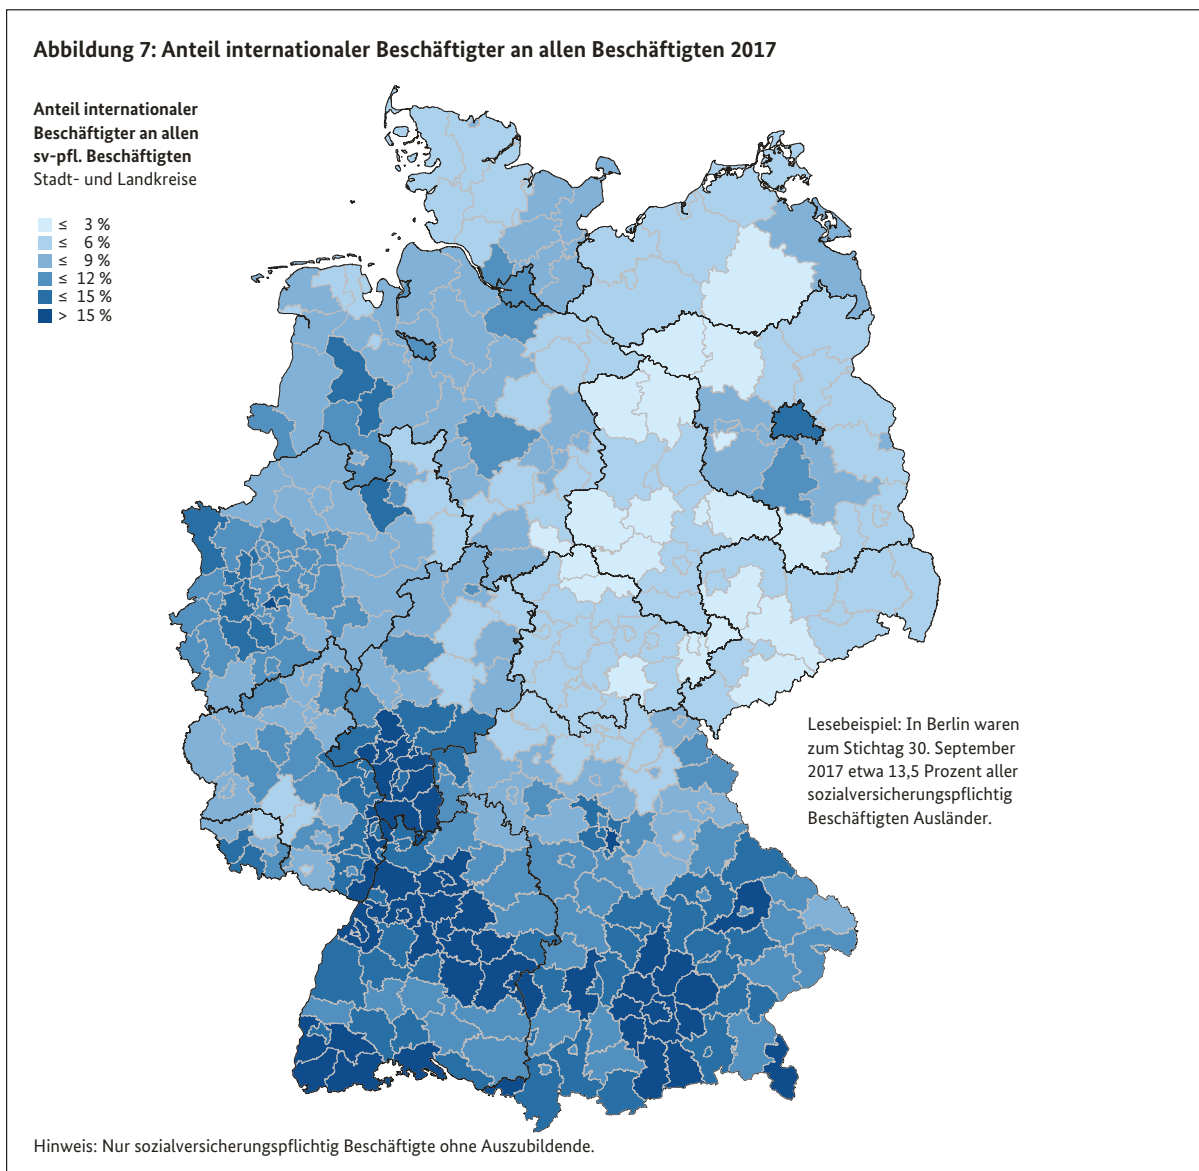 Abbildung 7: Anteil internationaler Beschäftigter an allen Beschäftigten 2017
Anteil internationaler
Beschäftigter an allen
sv-pfl. Beschäftigten
Stadt- und Landkreise
≤ 3 %
≤ 6 %
≤ 9 %
≤ 12 %
≤ 15 %
> 15 %
Lesebeispiel: In Berlin waren
zum Stichtag 30. September
2017 etwa 13,5 Prozent aller
sozialversicherungspflichtig
Beschäftigten Ausländer.
Hinweis: Nur sozialversicherungspflichtig Beschäftigte ohne Auszubildende.